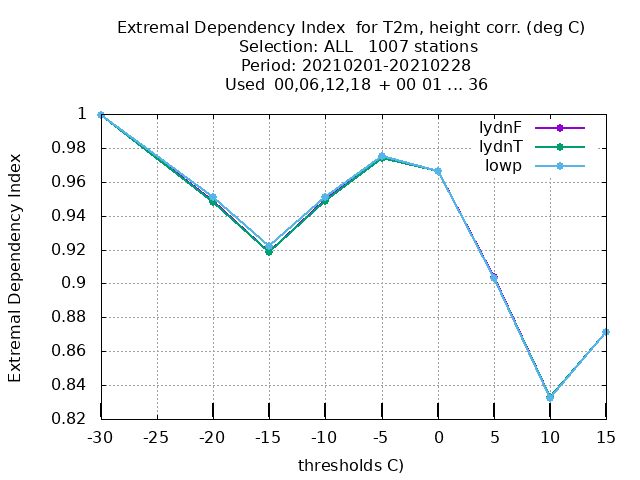 Extremal Dependency Index  for T2m, height corr. (deg C)
Selection: ALL   1007 stations
Period: 20210201-20210228
Used  00,06,12,18 + 00 01 ... 36
lydnF
lydnT
lowp
Extremal Dependency Index
1
0.98
0.96
0.94
0.92
0.9
0.88
0.86
0.84
0.82
-30
-25
-20
-15
-10
-5
0
5
10
15
thresholds C)